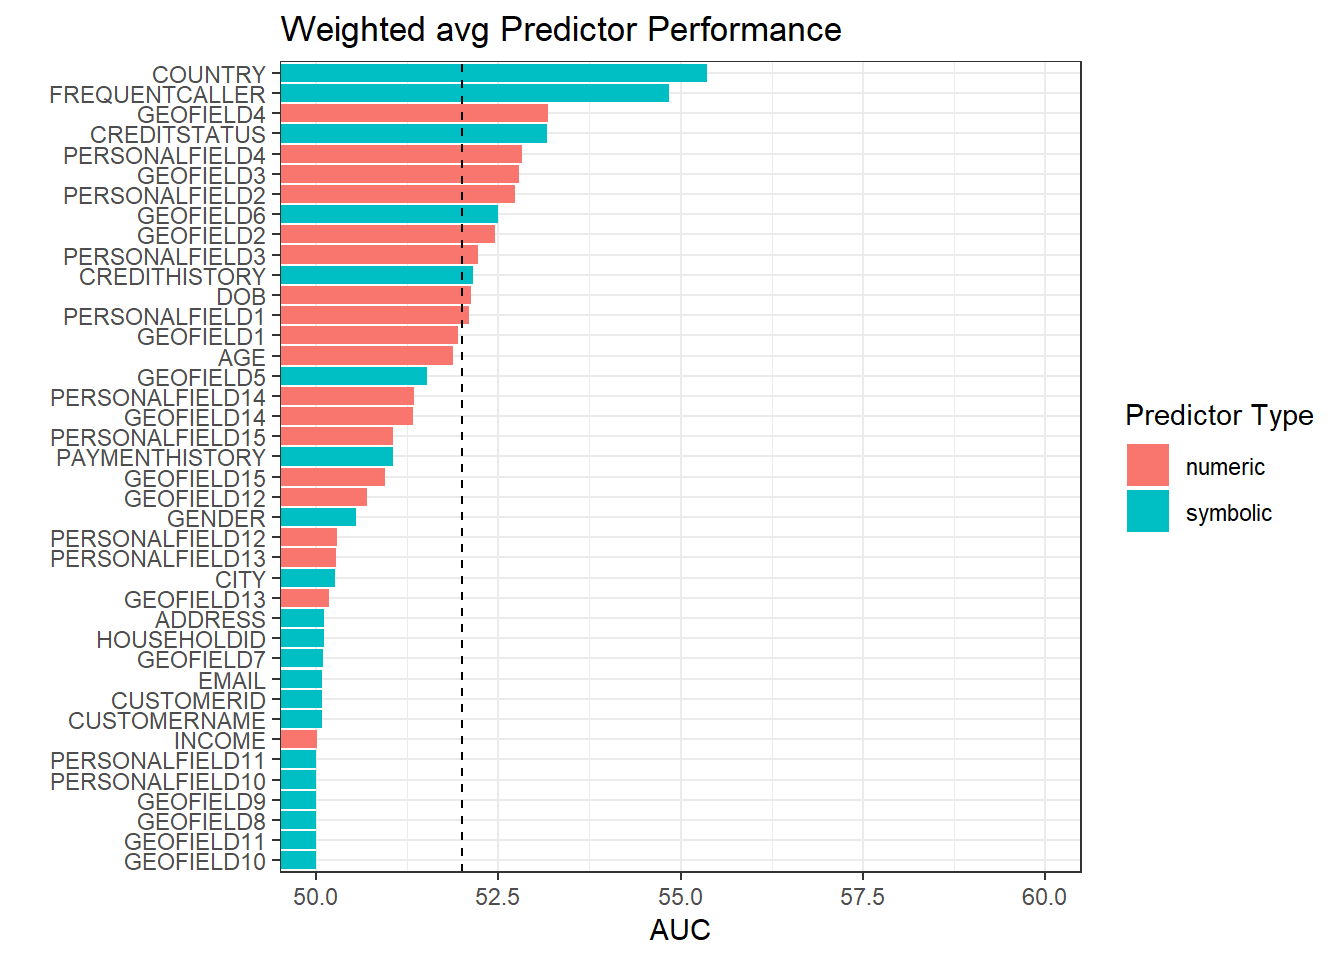 Weighted avg Predictor Performance
COUNTRY
FREQUENTCALLER
GEOFIELD4
CREDITSTATUS
PERSONALFIELD4
GEOFIELD3
PERSONALFIELD2
GEOFIELD6
GEOFIELD2
PERSONALFIELD3
CREDITHISTORY
DOB
PERSONALFIELD1
GEOFIELD1
AGE
GEOFIELD5
PERSONALFIELD14
GEOFIELD14
PERSONALFIELD15
PAYMENTHISTORY
GEOFIELD15
GEOFIELD12
GENDER
PERSONALFIELD12
PERSONALFIELD13
CITY
GEOFIELD13
ADDRESS
HOUSEHOLDID
GEOFIELD7
EMAIL
CUSTOMERID
CUSTOMERNAME
INCOME
PERSONALFIELD11
PERSONALFIELD10
GEOFIELD9
GEOFIELD8
GEOFIELD11
GEOFIELD10
50.0 52.5 55.0 57.5 60.0
AUC
Predictor Type
numeric
symbolic